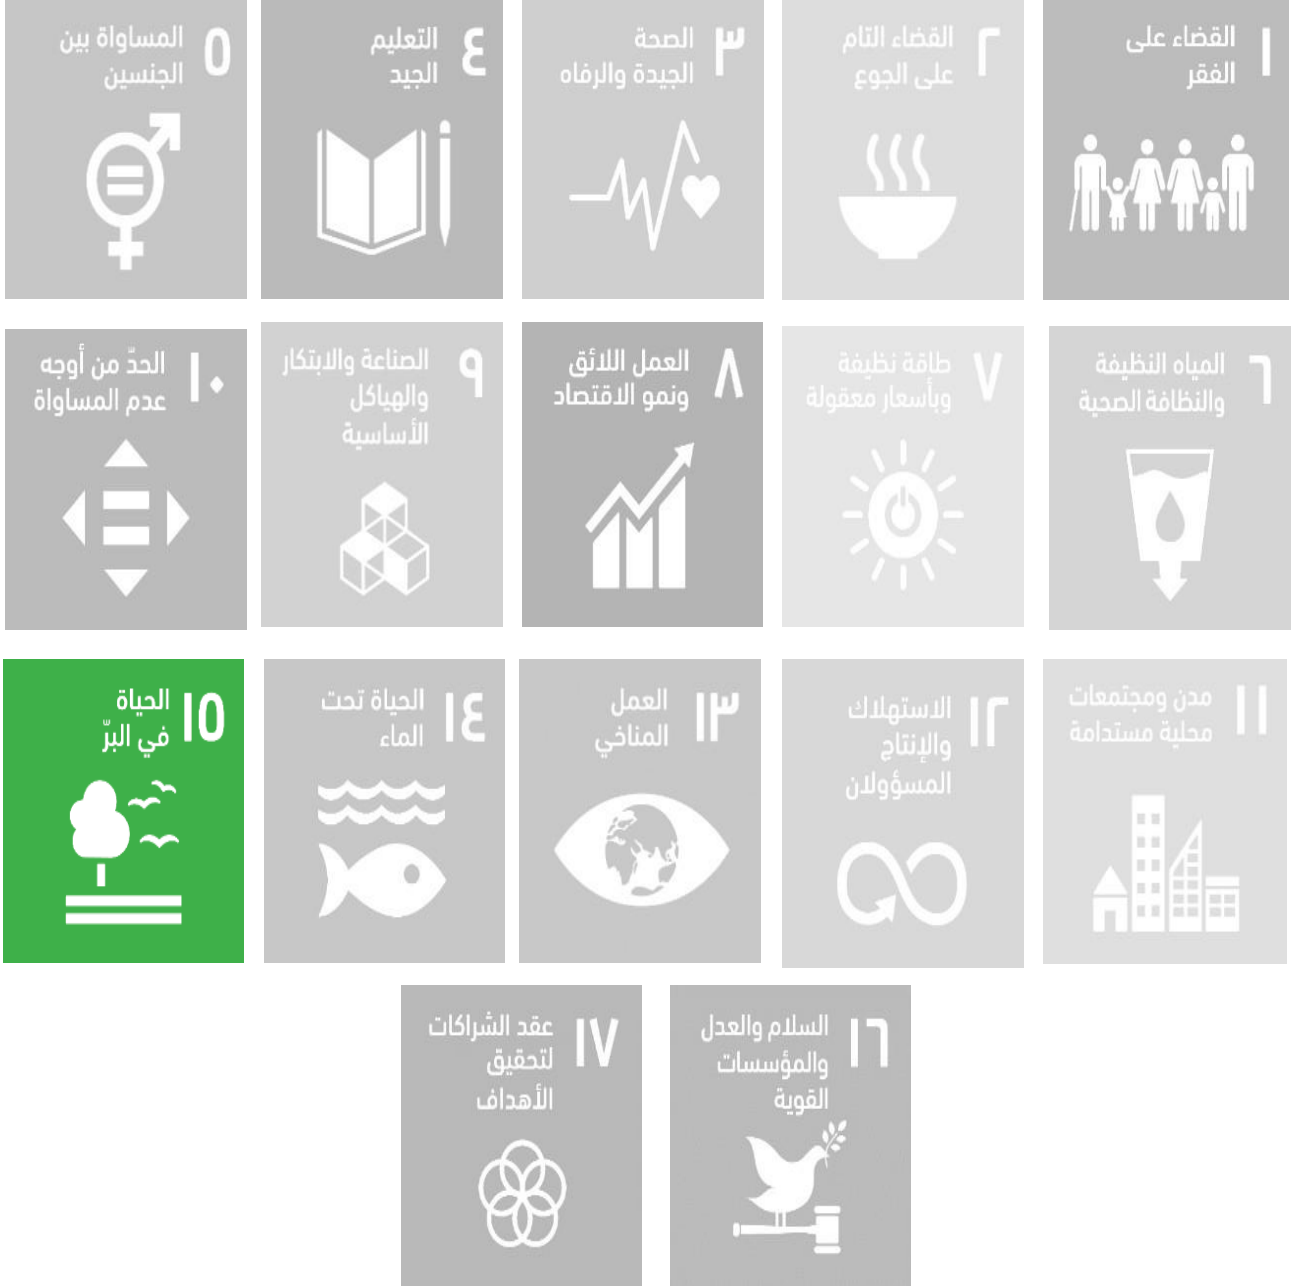 ١
القضاء على
الفقر
٢
القضاء التام
على الجوع
٣
الصحة
الجيدة والرفاه
٤
التعليم
الجيد
٥
المساواة بين
الجنسين
٦
المياه النظيفة
والنظافة الصحية
٧
طاقة نظيفة
وبأسعار معقولة
٨
العمل اللائق
ونمو الاقتصاد
٩
الصناعة والابتكار
والهياكل
الأساسية
١٠
الحدّ من أوجه
عدم المساواة
١١
مدن ومجتمعات
محلية مستدامة
١٢
الاستهلاك
والإنتاج
المسؤولان
١٣
العمل
المناخي
١٤
الحياة تحت
الماء
١٥
الحياة
في البرّ
١٦
السلام والعدل
والمؤسسات
القوية
١٧
عقد الشراكات
لتحقيق
الأهداف